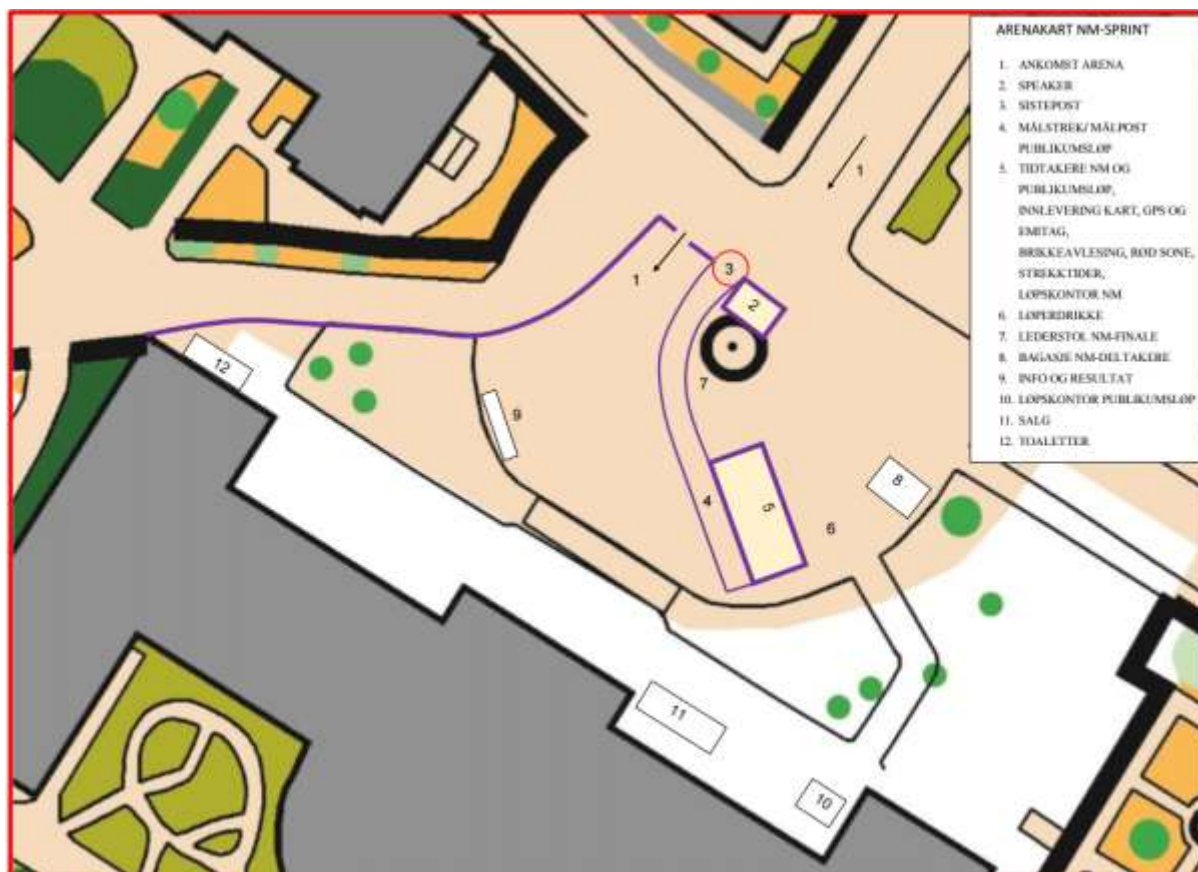 ARENAKART NM-SPRINT
1. ANKOMST ARENA
2. SPEAKER
3. SISTEPOST
4. MÅLSTREK/ MÅLPOST
PUBLIKUMSLØP
5. TIDTAKERE NM OG
PUBLIKUMSLØP,
INNLEVERING KART, GPS OG
EMITAG,
BRIKKEAVLESING, RØD SONE,
STREKKTIDER,
LØPSKONTOR NM
6. LØPERDRIKKE
7. LEDERSTOL NM-FINALE
8. BAGASJE NM-DELTAKERE
9. INFO OG RESULTAT
10. LØPSKONTOR PUBLIKUMSLØP
11. SALG
12. TOALETTER
1
1
3
2
12
7
9
8
4
5
6
11
10